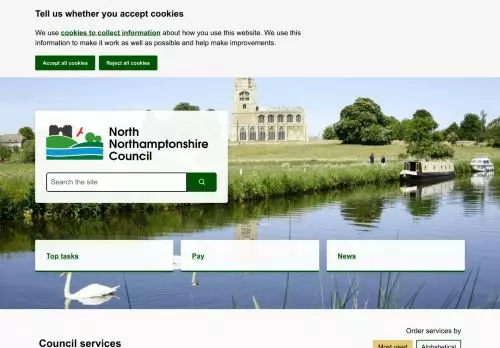 Tell us whether you accept cookies
We use cookies to collect information about how you use this website. We use
this information to make it work as well as possible and help make improvements.
Accept all cookies
Reject all cookies
North
Northamptonshire
Council
Search the site
Top tasks
Pay
News
Order services by
Council services
Most used
Alphabetical